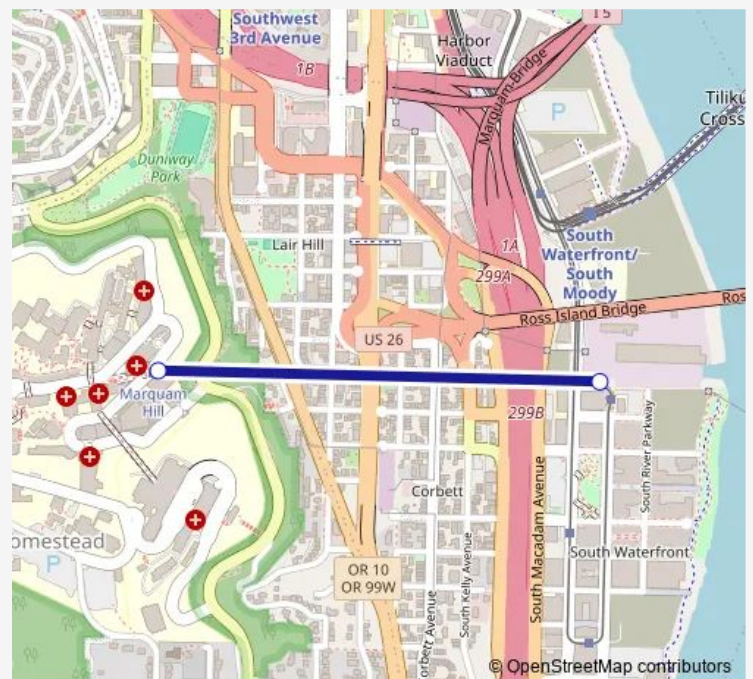 Southwest
3rd Avenue
I 5
Harbor
Viaduct
1B
Marquam Bridge
P
Tiliku
Cross
Duniway
Park
Lair Hill
1A
South
Waterfront/
South
Moody
299A
Ross Island Bridge
Ros
US 26
Marquam
Hill
299B
South River Parkway
Corbett
South Macadam Avenue
omestead
P
South Waterfront
South Kelly Avenue
OR 10
OR 99W
orbett Avenue
© OpenStreetMap contributors